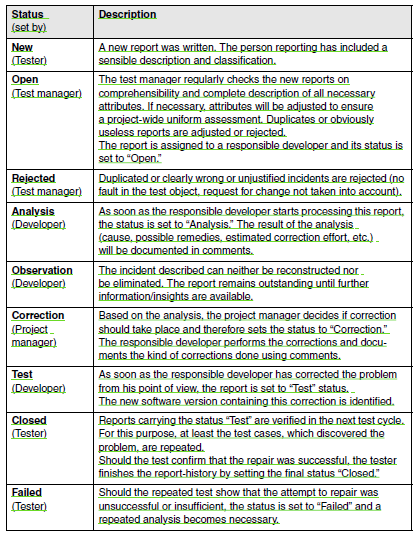 Status
(set by)
Description
New
(Tester)
A new report was written. The person reporting has included a
sensible description and classification.
Open
(Test manager)
The test manager regularly checks the new reports on
comprehensibility and complete description of all necessary
attributes. If necessary, attributes will be adjusted to ensure
a project-wide uniform assessment. Duplicates or obviously
useless reports are adjusted or rejected.
The report is assigned to a responsible developer and its status is
set to “Open.”
Rejected
(Test manager)
Duplicated or clearly wrong or unjustified incidents are rejected (no
fault in the test object, request for change not taken into account).
Analysis
(Developer)
As soon as the responsible developer starts processing this report,
the status is set to “Analysis.” The result of the analysis
(cause, possible remedies, estimated correction effort, etc.)
will be documented in comments.
Observation
(Developer)
The incident described can neither be reconstructed nor
be eliminated. The report remains outstanding until further
information/insights are available.
Correction
(Project
manager)
Based on the analysis, the project manager decides if correction
should take place and therefore sets the status to “Correction.”
The responsible developer performs the corrections and docu-
ments the kind of corrections done using comments.
Test
(Developer)
As soon as the responsible developer has corrected the problem
from his point of view, the report is set to “Test” status.
The new software version containing this correction is identified.
Closed
(Tester)
Reports carrying the status “Test” are verified in the next test cycle.
For this purpose, at least the test cases, which discovered the
problem, are repeated.
Should the test confirm that the repair was successful, the tester
finishes the report-history by setting the final status “Closed.”
Failed
(Tester)
Should the repeated test show that the attempt to repair was
unsuccessful or insufficient, the status is set to “Failed” and a
repeated analysis becomes necessary.